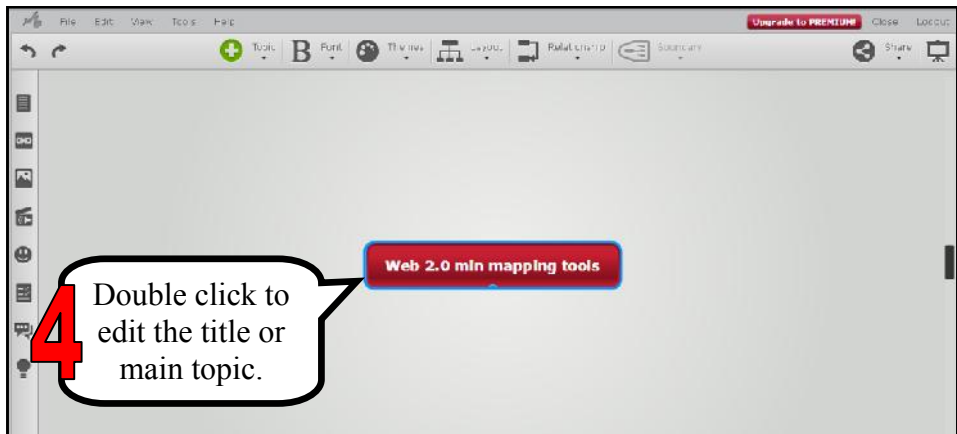 File Edit View Tools Help Upgrade to PREMIUM! Close Logout
Topic B Font Themes Layout Relationship Boundary Share
Web 2.0 min mapping tools
4
Double click to
edit the title or
main topic.